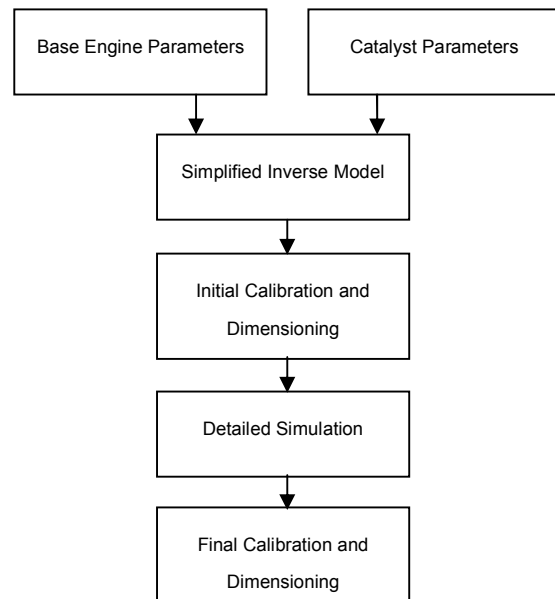 Base Engine Parameters
Catalyst Parameters
Simplified Inverse Model
Initial Calibration and
Dimensioning
Detailed Simulation
Final Calibration and
Dimensioning